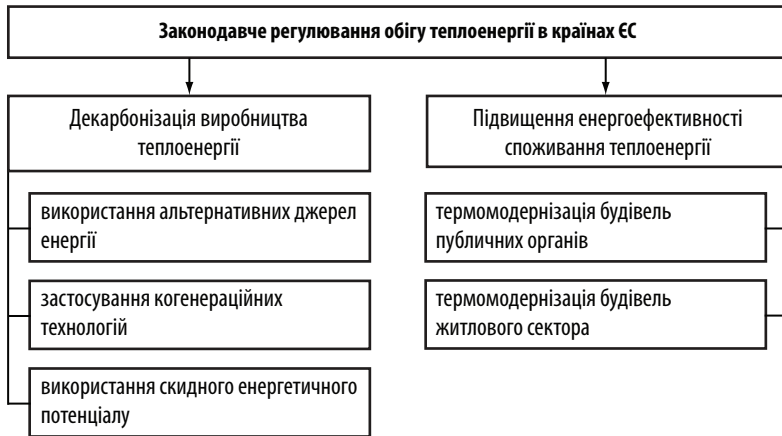 Законодавче регулювання обігу теплоенергії в країнах ЄС
Декарбонізація виробництва
теплоенергії
використання альтернативних джерел
енергії
застосування когенераційних
технологій
використання скидного енергетичного
потенціалу
Підвищення енергоефективності
споживання теплоенергії
термомодернізація будівель
публичних органів
термомодернізація будівель
житлового сектора